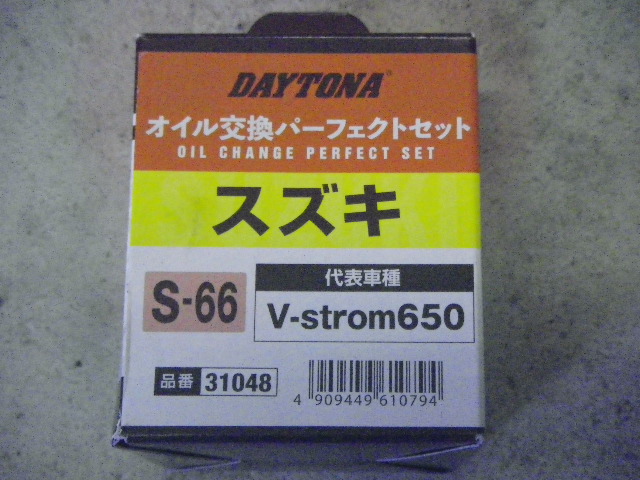 DAYTONA®
オイル交換パーフェクトセット
OIL CHANGE PERFECT SET
スズキ
S-66
代表車種
V-strom650
品番 31048
4 909449 610794